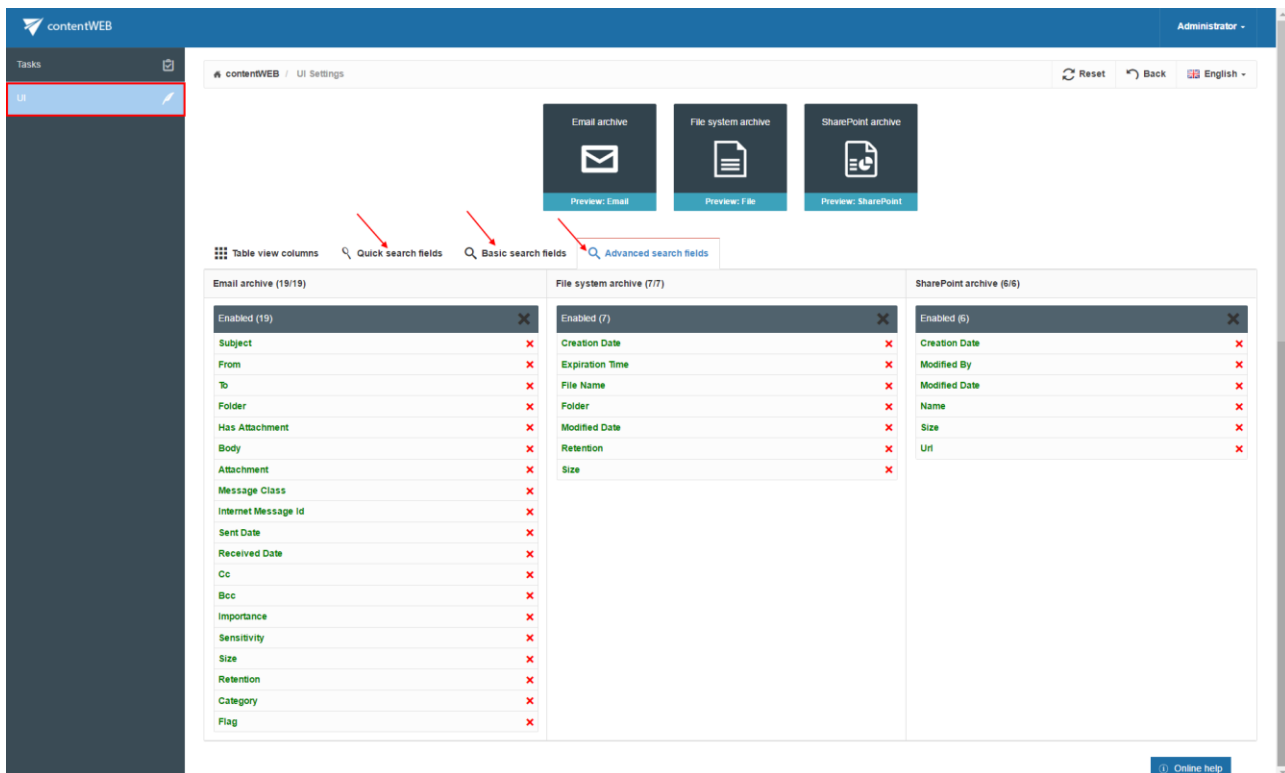 contentWEB
Administrator
Tasks
UI
contentWEB / UI Settings
Reset
Back
English
Email archive
File system archive
SharePoint archive
Preview: Email
Preview: File
Preview: SharePoint
Table view columns
Quick search fields
Basic search fields
Advanced search fields
Email archive (19/19)
File system archive (7/7)
SharePoint archive (6/6)
Enabled (19)
Subject
From
To
Folder
Has Attachment
Body
Attachment
Message Class
Internet Message Id
Sent Date
Received Date
Cc
Bcc
Importance
Sensitivity
Size
Retention
Category
Flag
Enabled (7)
Creation Date
Expiration Time
File Name
Folder
Modified Date
Retention
Size
Enabled (6)
Creation Date
Modified By
Modified Date
Name
Size
Url
Online help